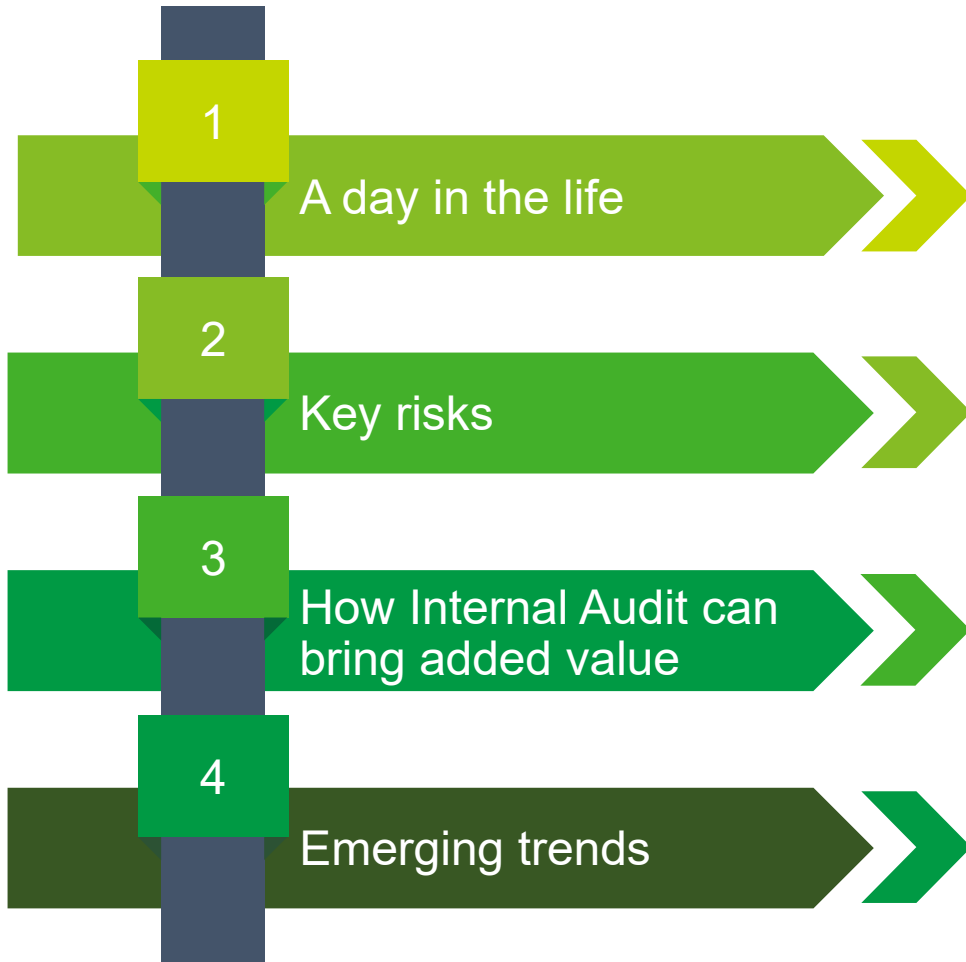 1
A day in the life
2
Key risks
3
How Internal Audit can
bring added value
4
Emerging trends